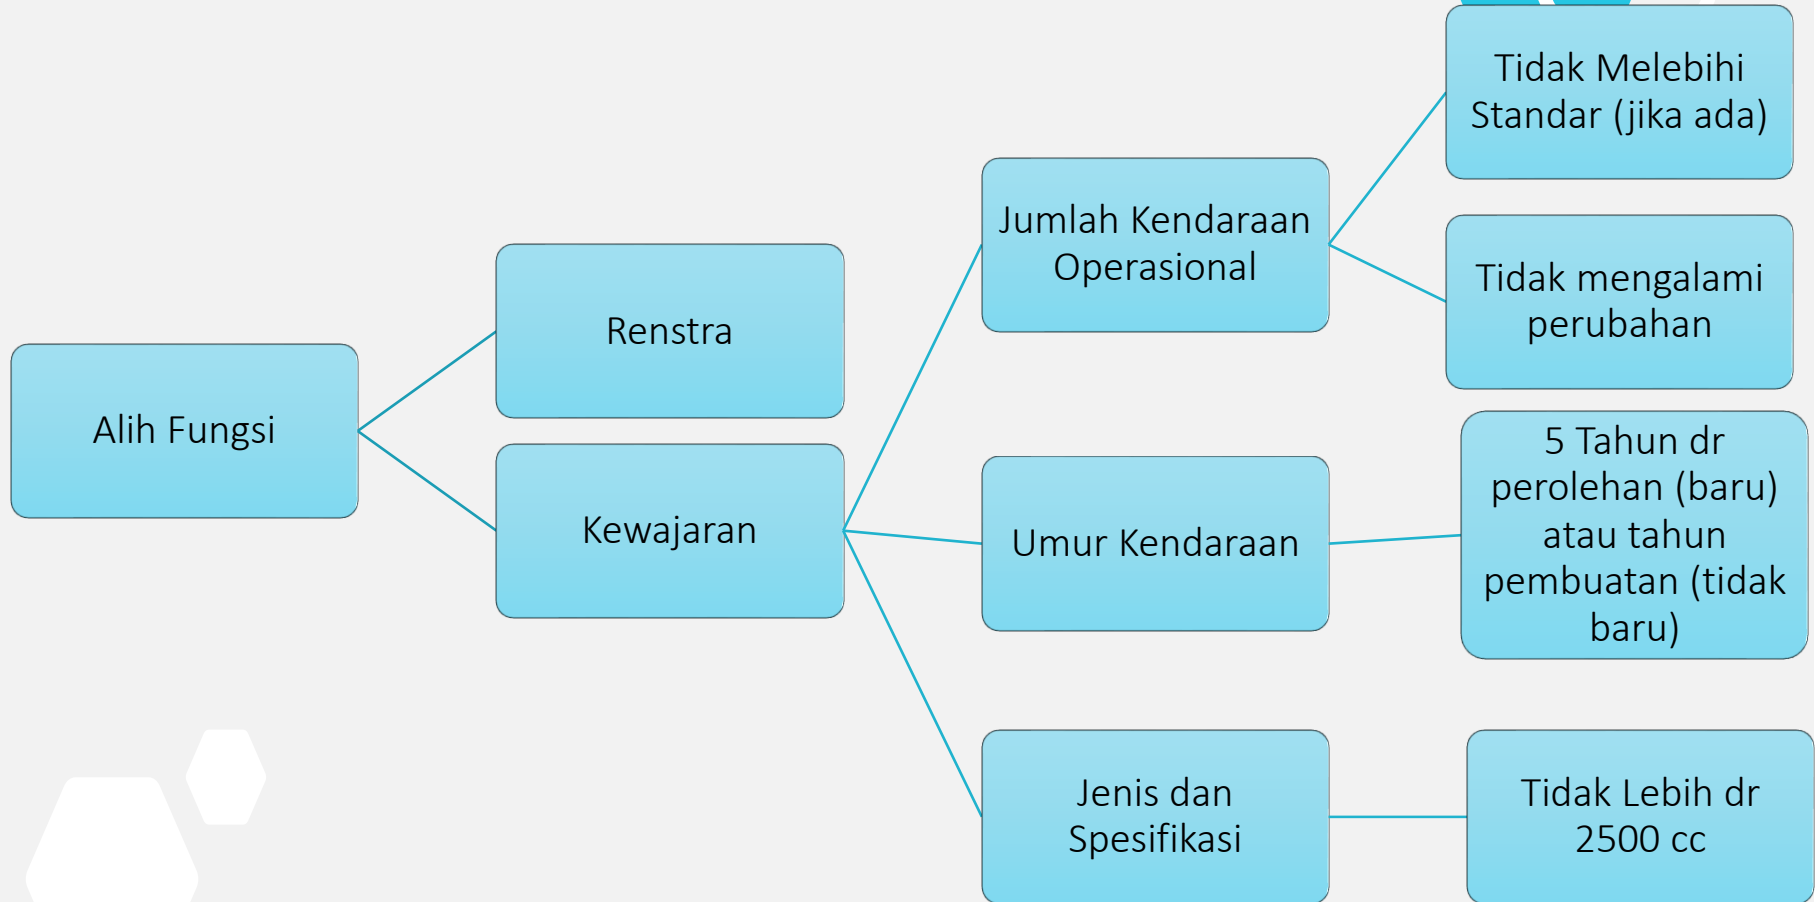 Alih Fungsi
Renstra
Kewajaran
Jumlah Kendaraan
Operasional
Tidak Melebihi
Standar (jika ada)
Tidak mengalami
perubahan
Umur Kendaraan
5 Tahun dr
perolehan (baru)
atau tahun
pembuatan (tidak
baru)
Jenis dan
Spesifikasi
Tidak Lebih dr
2500 cc